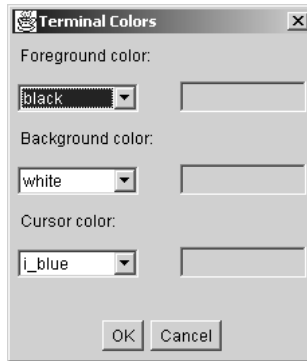 Terminal Colors
Foreground color:
black
Background color:
white
Cursor color:
i_blue
OK Cancel